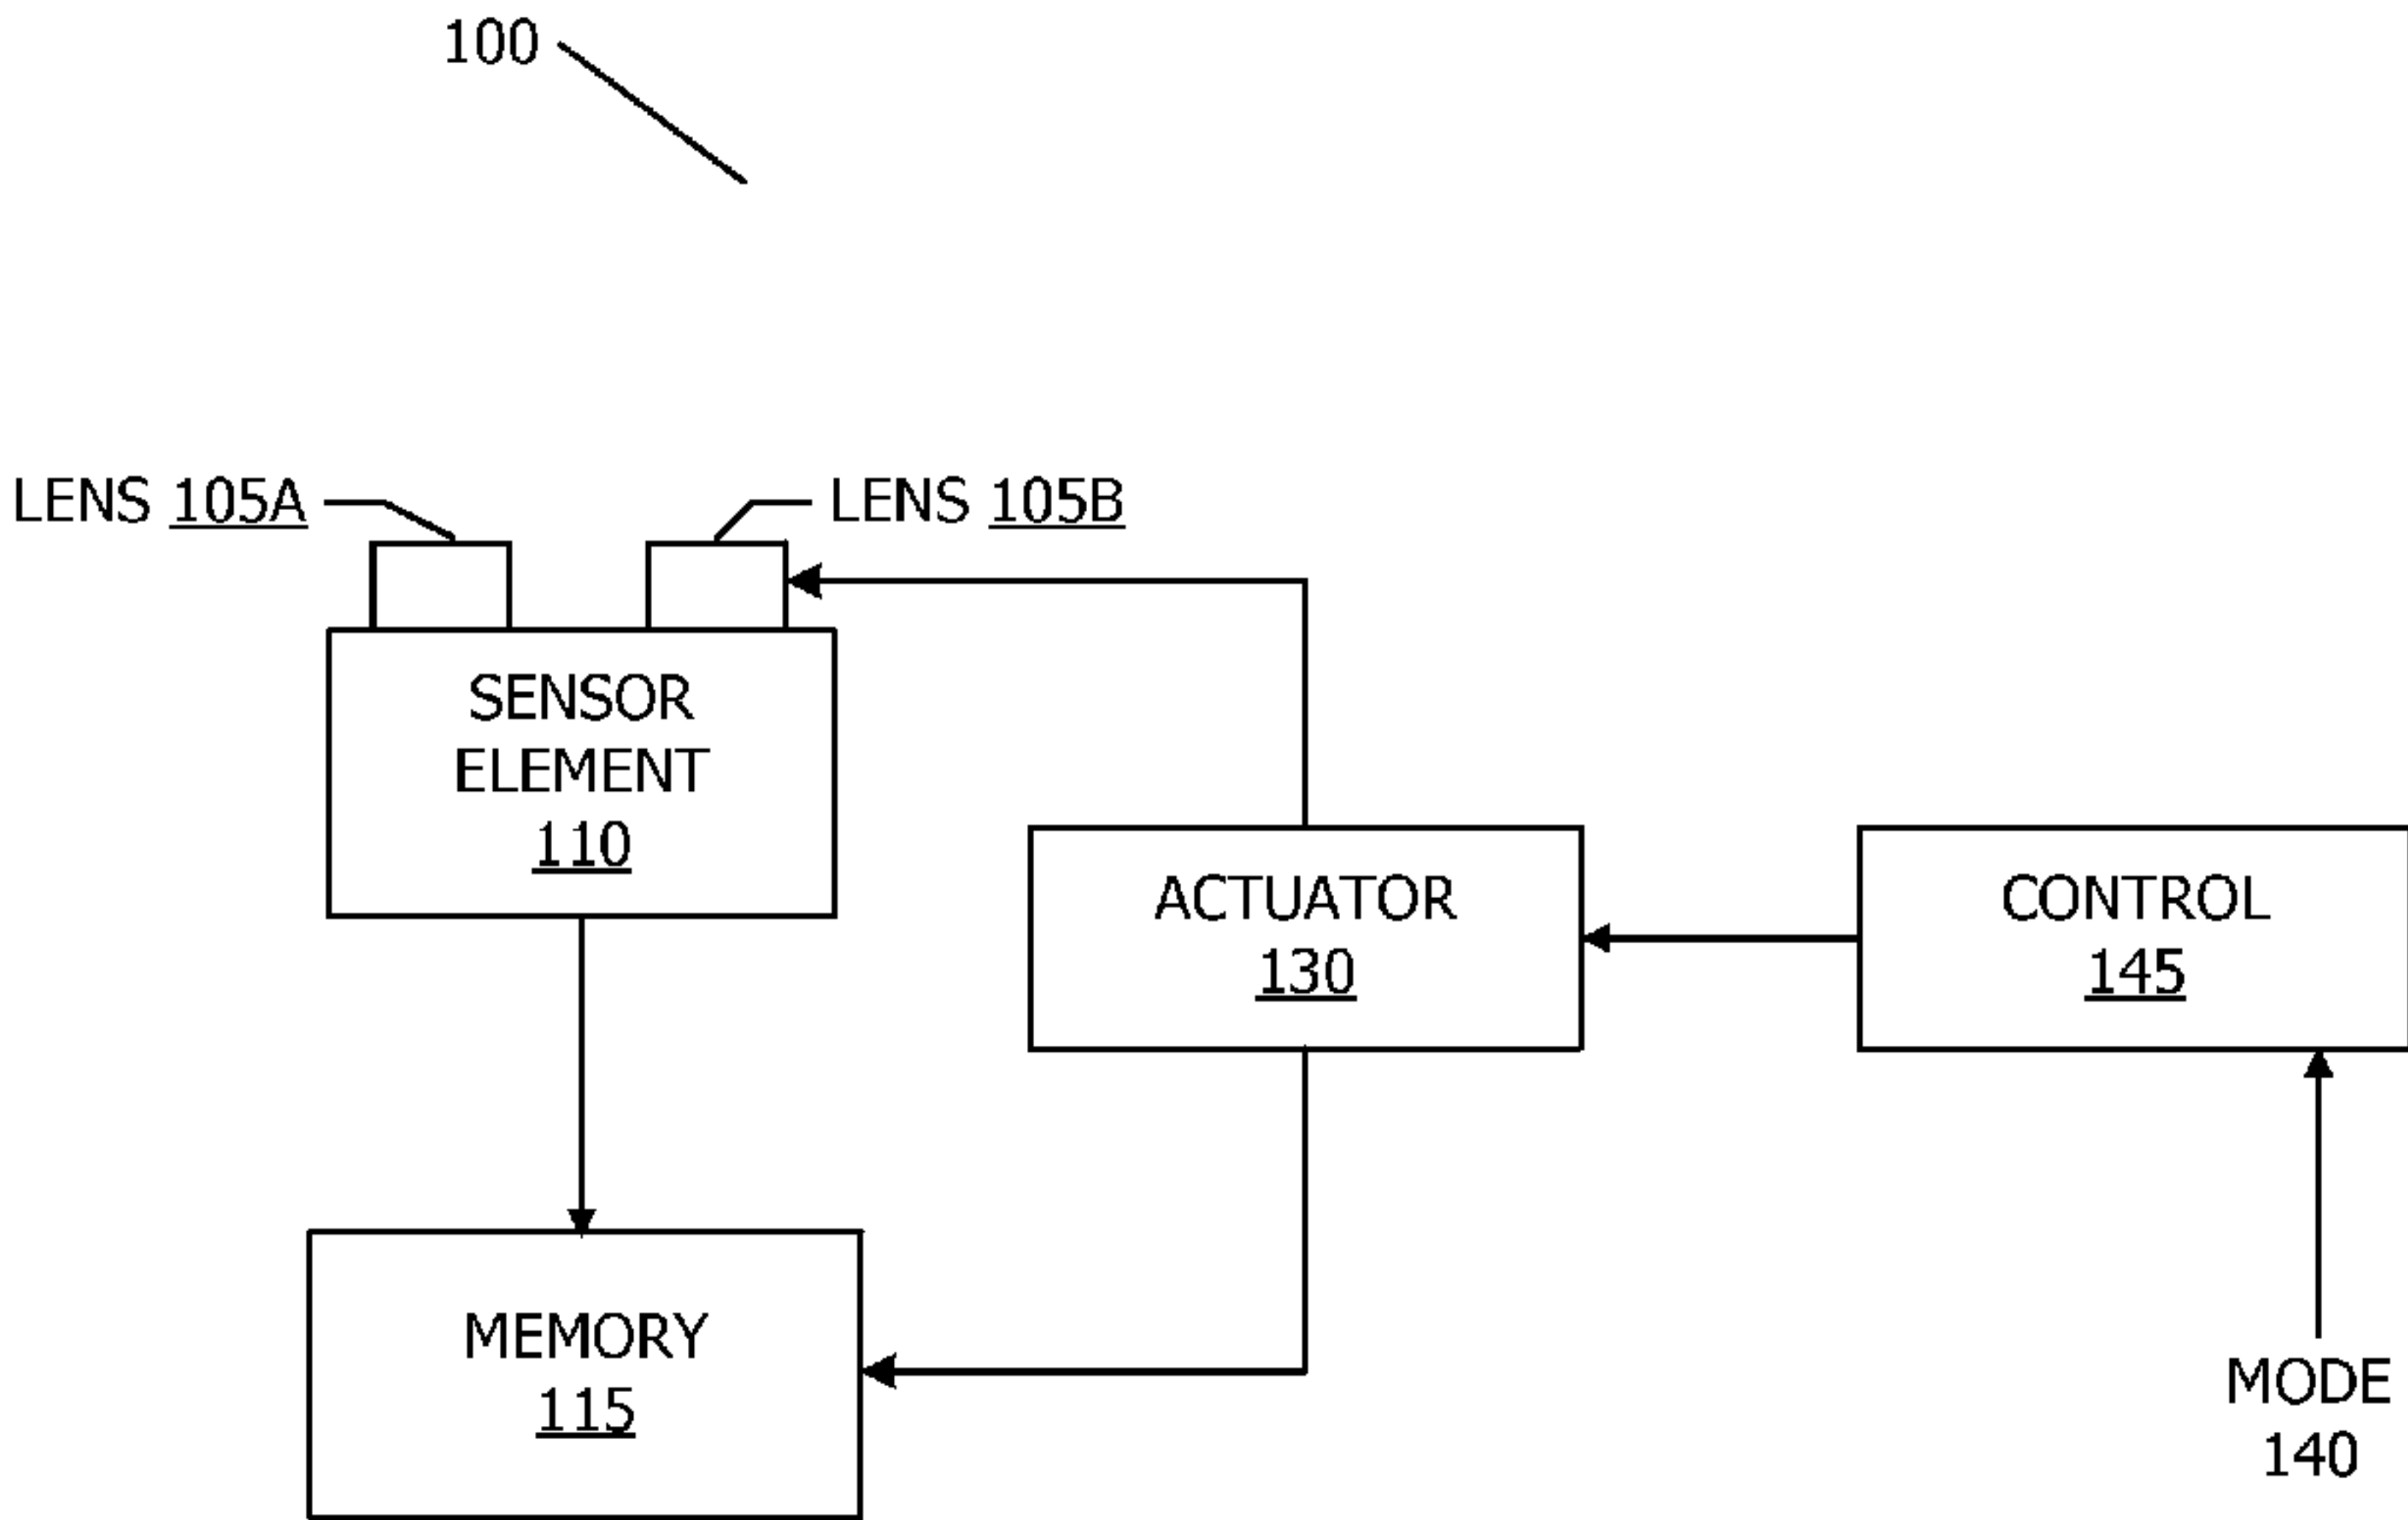 100
LENS 105A
LENS 105B
SENSOR
ELEMENT
110
ACTUATOR
130
CONTROL
145
MEMORY
115
MODE
140